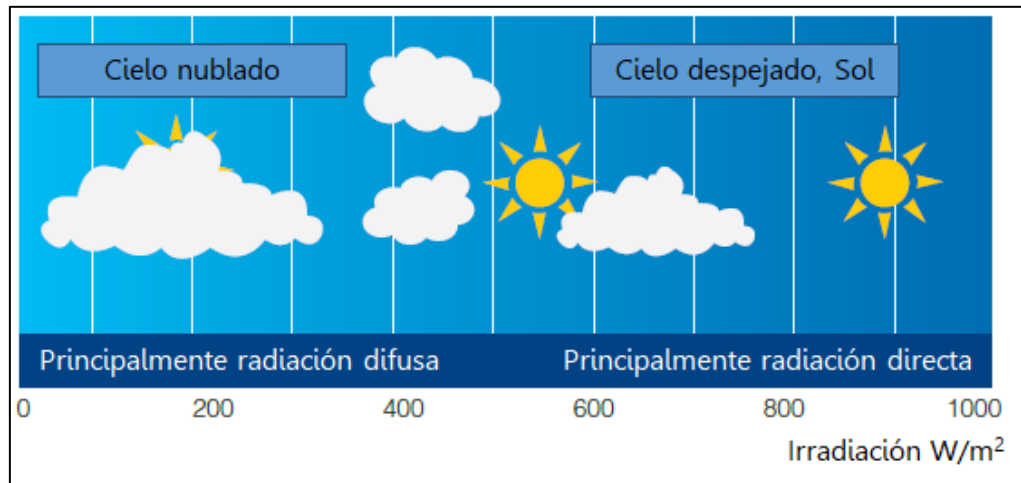 Cielo nublado
Cielo despejado, Sol
Principalmente radiación difusa
Principalmente radiación directa
0 200 400 600 800 1000
Irradiación W/m²